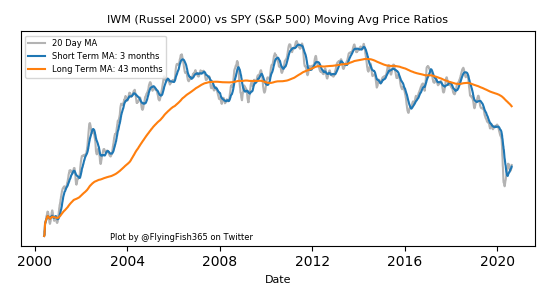 IWM (Russel 2000) vs SPY (S&P 500) Moving Avg Price Ratios
20 Day MA
Short Term MA: 3 months
Long Term MA: 43 months
Plot by @FlyingFish365 on Twitter
2000 2004 2008 2012 2016 2020
Date